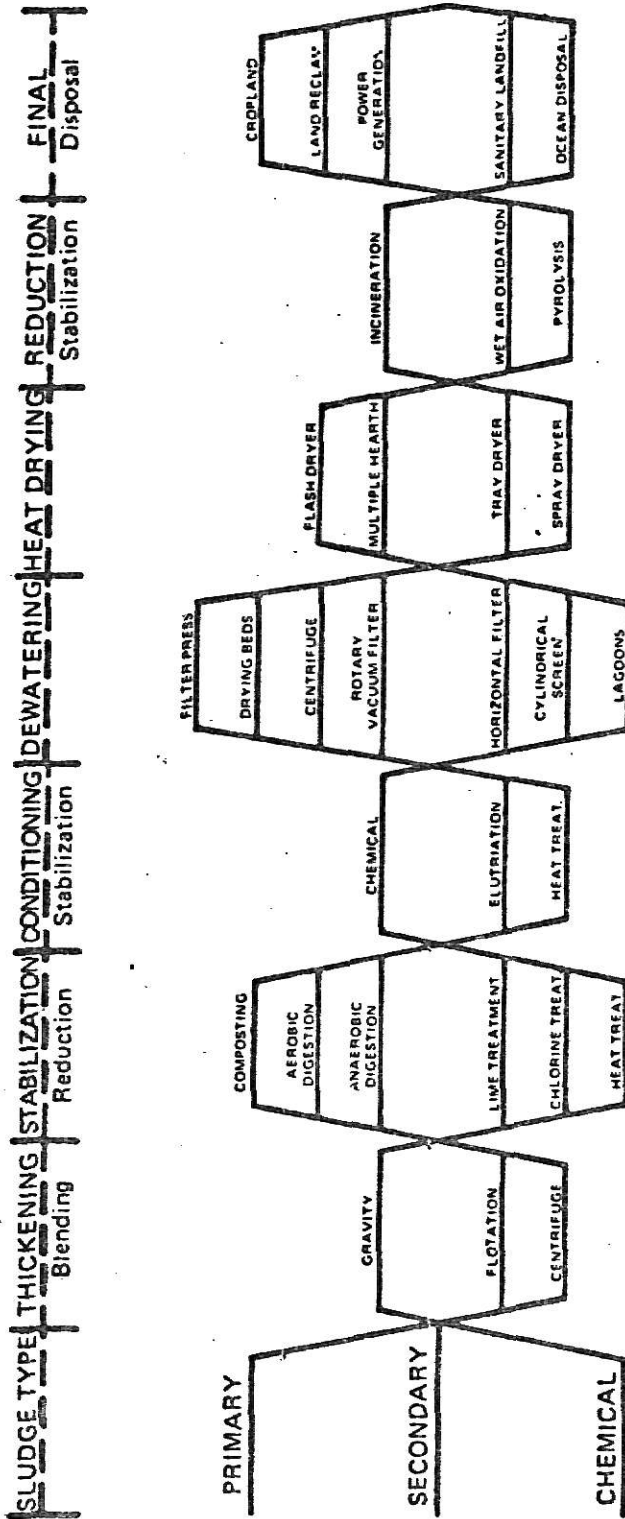 SLUDGE TYPE
THICKENING
Blending
STABILIZATION
Reduction
CONDITIONING
Stabilization
DEWATERING
HEAT DRYING
REDUCTION
Stabilization
FINAL
Disposal
PRIMARY
SECONDARY
CHEMICAL
GRAVITY
FLOTATION
CENTRIFUGE
COMPOSTING
AEROBIC
DIGESTION
ANAEROBIC
DIGESTION
LIME TREATMENT
CHLORINE TREAT
HEAT TREAT
CHEMICAL
ELUTRIATION
HEAT TREAT.
FILTER PRESS
DRYING BEDS
CENTRIFUGE
ROTARY
VACUUM FILTER
HORIZONTAL FILTER
CYLINDRICAL
SCREEN
LAGOONS
FLASH DRYER
MULTIPLE HEARTH
TRAY DRYER
SPRAY DRYER
INCINERATION
WET AIR OXIDATION
PYROLYSIS
CROPLAND
LAND RECLAM
POWER
GENERATION
SANITARY LANDFILL
OCEAN DISPOSAL